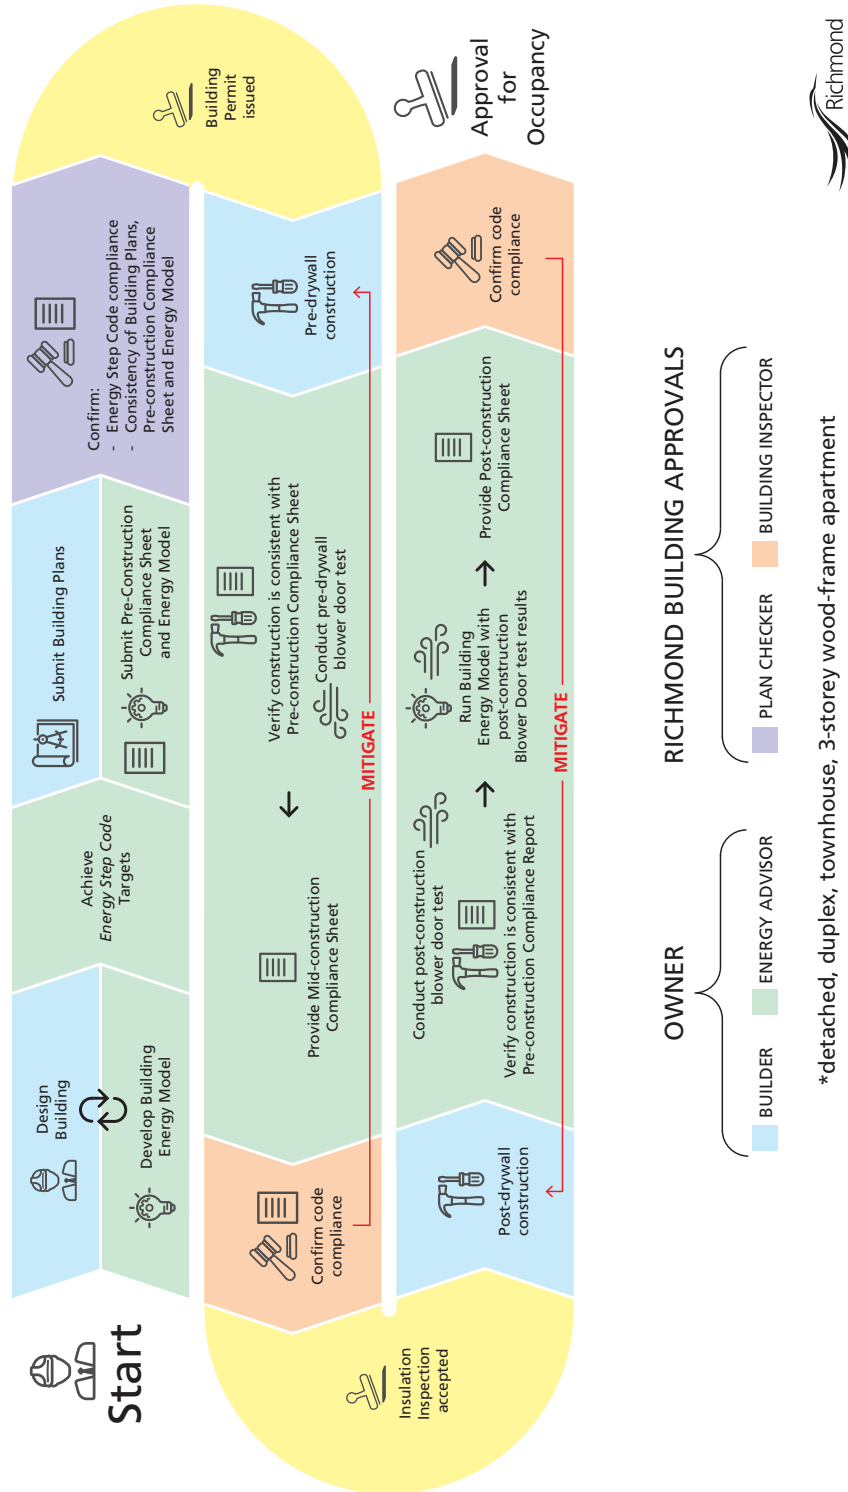 Start
Design
Building
Develop Building
Energy Model
Achieve
Energy Step Code
Targets
Submit Building Plans
Submit Pre-Construction
Compliance Sheet
and Energy Model
Confirm:
- Energy Step Code compliance
- Consistency of Building Plans,
Pre-construction Compliance
Sheet and Energy Model
Building
Permit
issued
Pre-drywall
construction
Verify construction is consistent with
Pre-construction Compliance Sheet
Conduct pre-drywall
blower door test
Provide Mid-construction
Compliance Sheet
Confirm code
compliance
MITIGATE
Insulation
Inspection
accepted
Post-drywall
construction
Conduct post-construction
blower door test
Verify construction is consistent with
Pre-construction Compliance Report
Run Building
Energy Model with
post-construction
Blower Door test results
Provide Post-construction
Compliance Sheet
Confirm code
compliance
MITIGATE
Approval
for
Occupancy
OWNER
BUILDER
ENERGY ADVISOR
RICHMOND BUILDING APPROVALS
PLAN CHECKER
BUILDING INSPECTOR
*detached, duplex, townhouse, 3-storey wood-frame apartment
Richmond